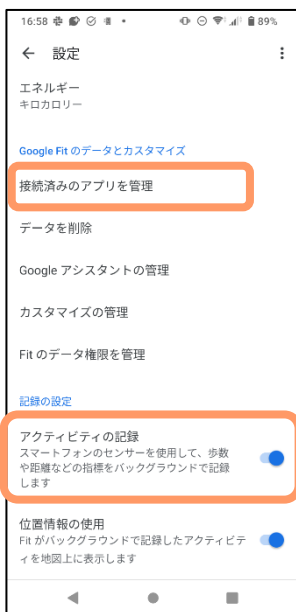 16:58 89%
設定
エネルギー
キロカロリー
Google Fit のデータとカスタマイズ
接続済みのアプリを管理
データを削除
Google アシスタントの管理
カスタマイズの管理
Fit のデータ権限を管理
記録の設定
アクティビティの記録
スマートフォンのセンサーを使用して、歩数
や距離などの指標をバックグラウンドで記録
します
位置情報の使用
Fit がバックグラウンドで記録したアクティビテ
ィを地図上に表示します